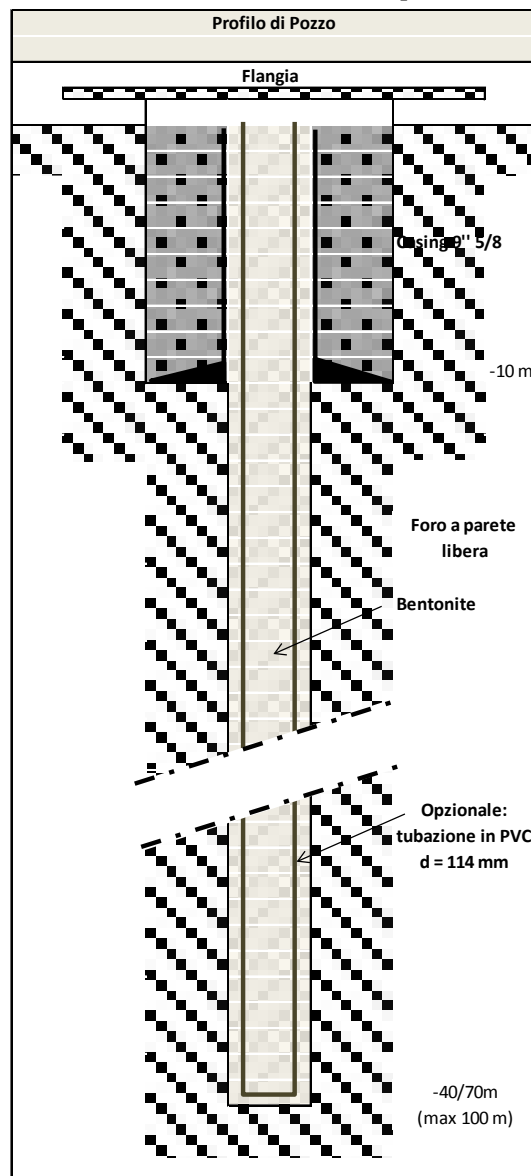 Profilo di Pozzo
Flangia
Casing 9'' 5/8
-10 m
Foro a parete
libera
Bentonite
Opzionale:
tubazione in PVC
d = 114 mm
-40/70m
(max 100 m)